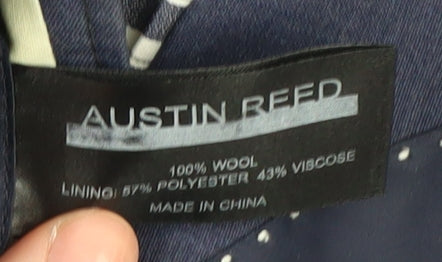 AUSTIN REED
100% WOOL
LINING: 57% POLYESTER 43% VISCOSE
MADE IN CHINA